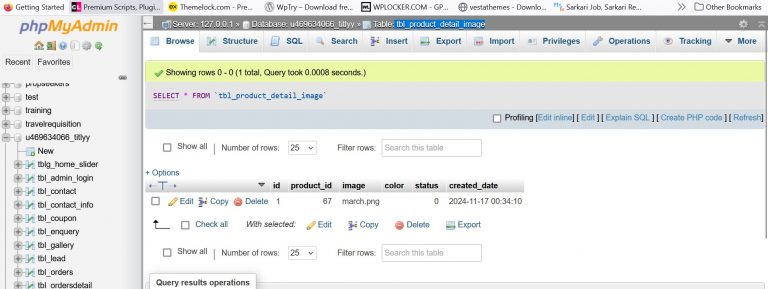 Getting Started CL Premium Scripts, Plugi... Themelock.com - Do... WpTry – Download fre... WL WPLOCKER.COM - GP... vestathemes - Downlo... Sarkari Job, Sarkari Re... Other Bookmarks
phpMyAdmin
Recent Favorites
propseekers
test
training
travelrequisition
u469634066_titlyy
New
tblg_home_slider
tbl_admin_login
tbl_contact
tbl_contact_info
tbl_coupon
tbl_enquery
tbl_gallery
tbl_lead
tbl_orders
tbl_ordersdetail
Server: 127.0.0.1 » Database: u469634066_titlyy » Table: tbl_product_detail_image
Browse Structure SQL Search Insert Export Import Privileges Operations Tracking More
Showing rows 0 - 0 (1 total, Query took 0.0008 seconds.)
SELECT * FROM `tbl_product_detail_image`
Profiling [Edit inline] [ Edit ] [ Explain SQL ] [ Create PHP code ] [ Refresh]
Show all Number of rows: 25 Filter rows: Search this table
+ Options
←T→ id product_id image color status created_date
Edit Copy Delete 1 67 march.png 0 2024-11-17 00:34:10
Check all With selected: Edit Copy Delete Export
Show all Number of rows: 25 Filter rows: Search this table
Query results operations